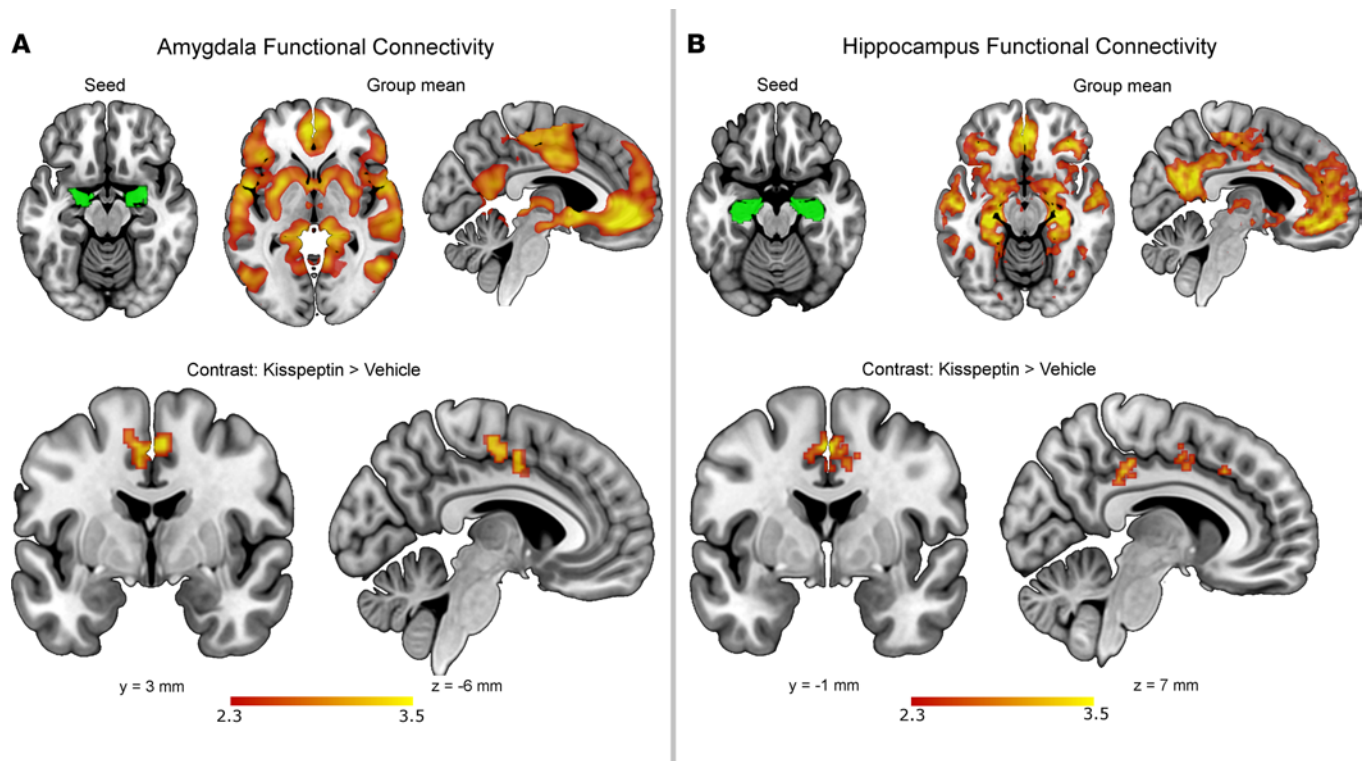 A
Amygdala Functional Connectivity
Seed
Group mean
Contrast: Kisspeptin > Vehicle
y = 3 mm
z = -6 mm
2.3
3.5
B
Hippocampus Functional Connectivity
Seed
Group mean
Contrast: Kisspeptin > Vehicle
y = -1 mm
z = 7 mm
2.3
3.5